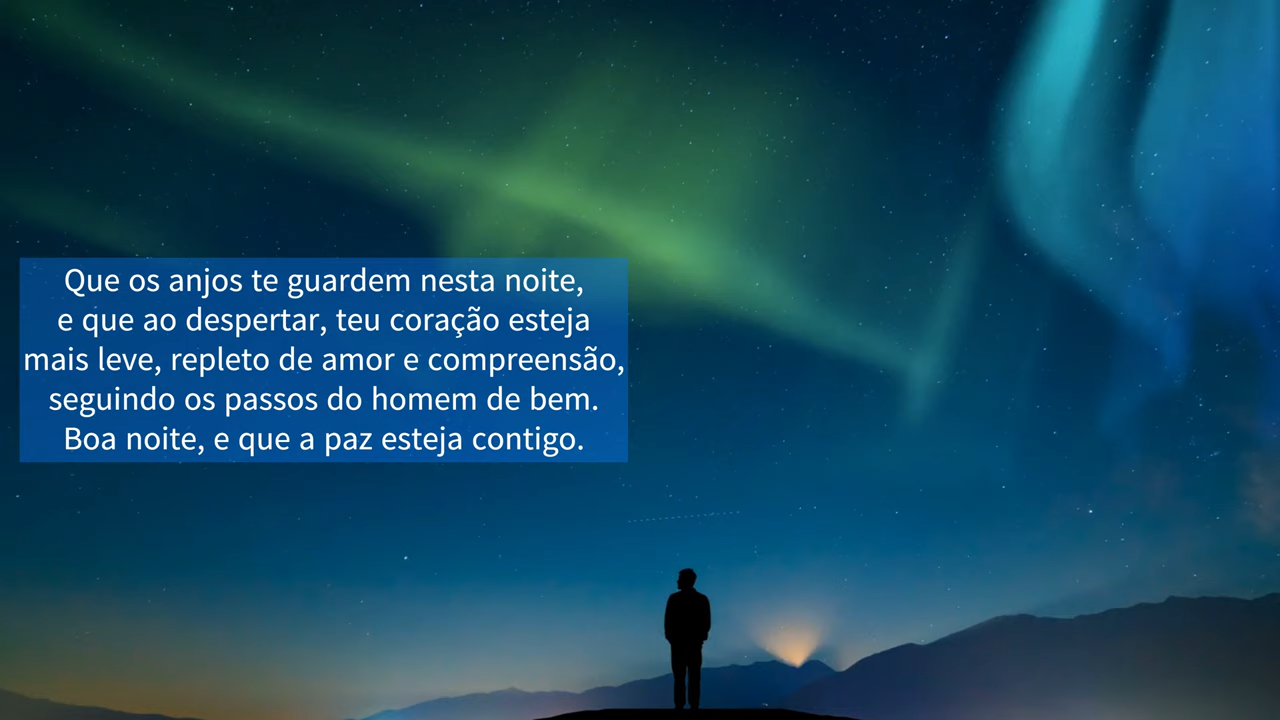 Que os anjos te guardem nesta noite,
e que ao despertar, teu coração esteja
mais leve, repleto de amor e compreensão,
seguindo os passos do homem de bem.
Boa noite, e que a paz esteja contigo.